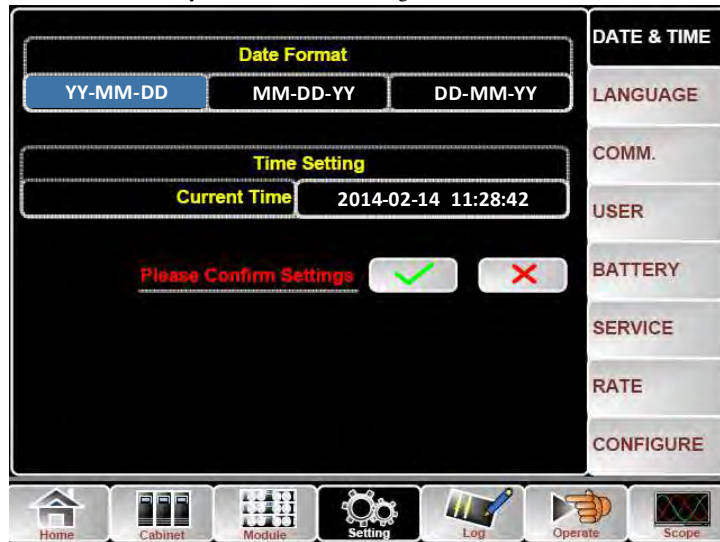 Date Format
YY-MM-DD MM-DD-YY DD-MM-YY
Time Setting
Current Time 2014-02-14 11:28:42
Please Confirm Settings
DATE & TIME
LANGUAGE
COMM.
USER
BATTERY
SERVICE
RATE
CONFIGURE
Home Cabinet Module Setting Log Operate Scope